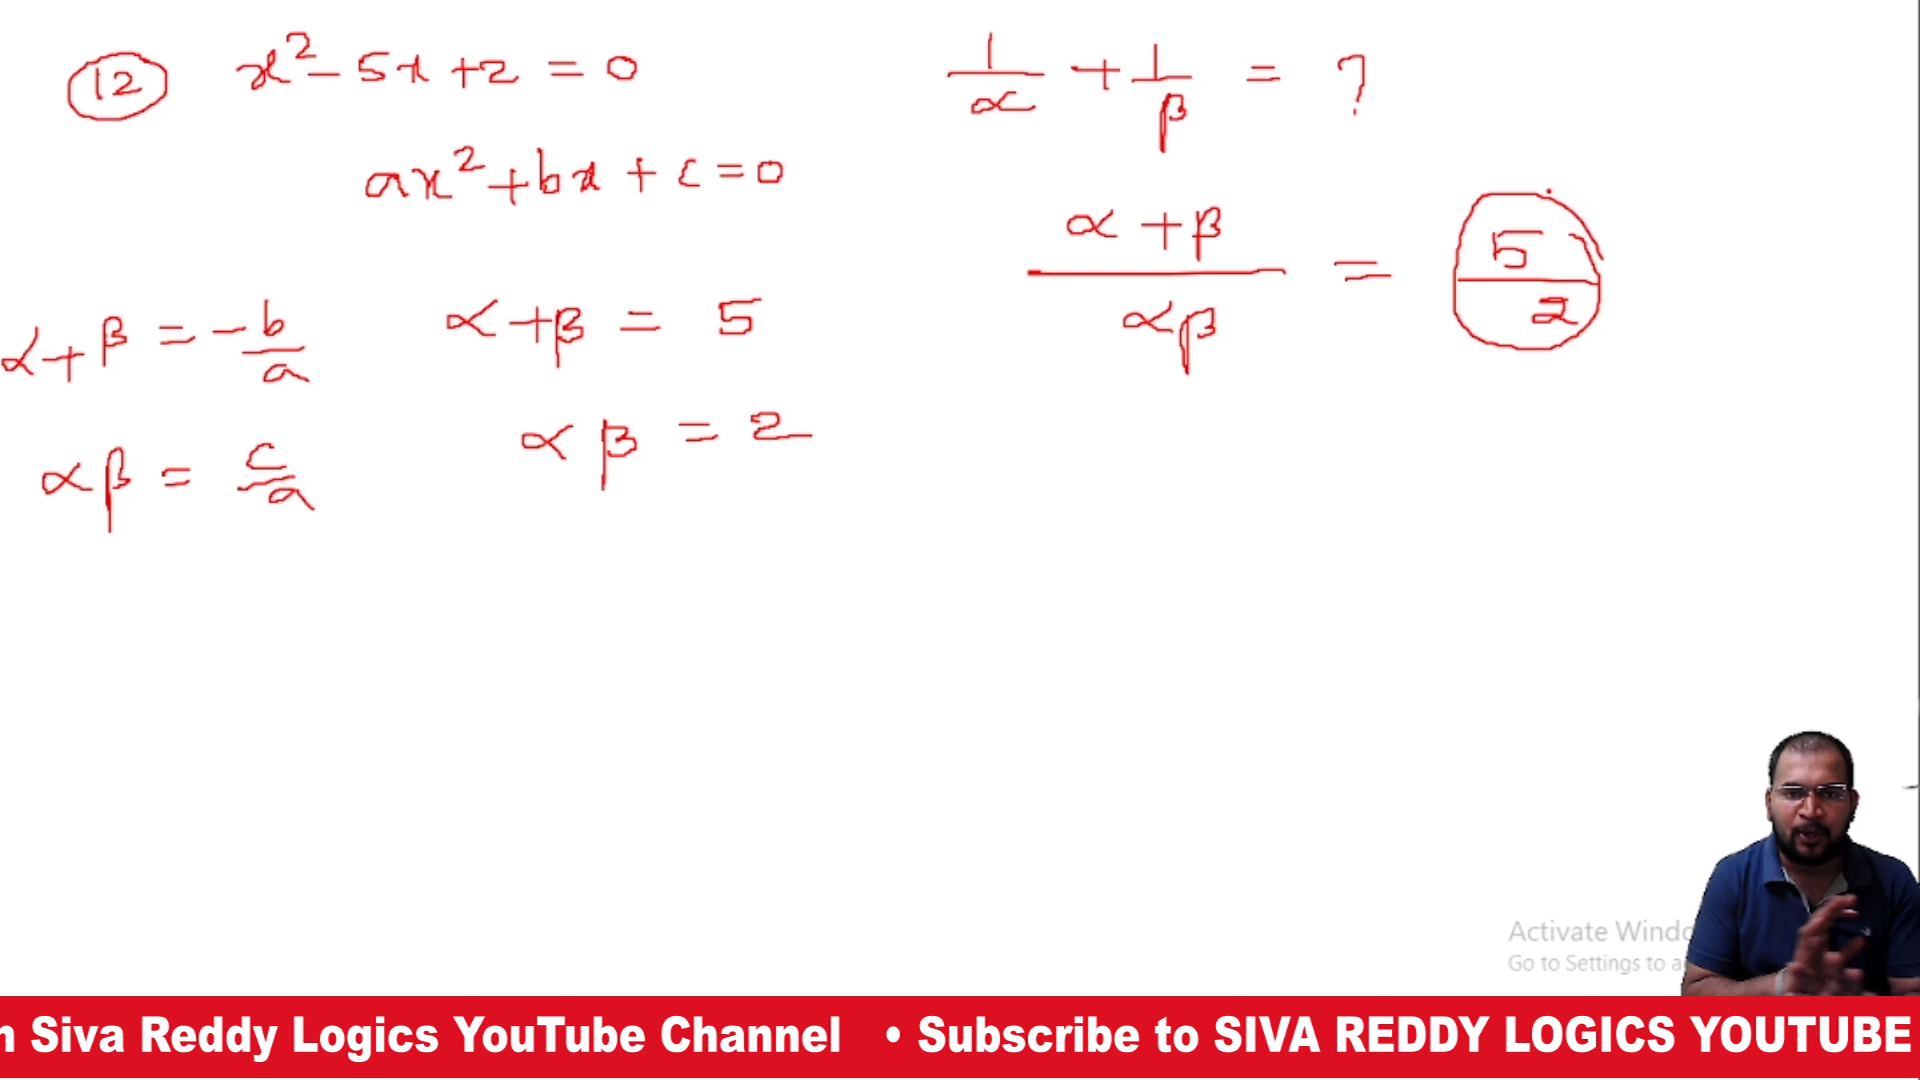 12 x² - 5x + 2 = 0
ax² + bx + c = 0
α + β = -b/a
α + β = 5
αβ = c/a
αβ = 2
1/α + 1/β = ?
α + β / αβ = 5/2
Activate Windo
Go to Settings to a
Siva Reddy Logics YouTube Channel • Subscribe to SIVA REDDY LOGICS YOUTUBE